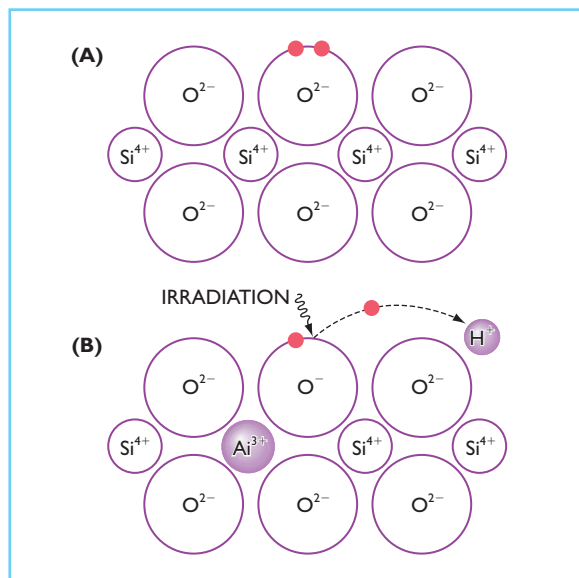 (A)
O²⁻ O²⁻ O²⁻
Si⁴⁺ Si⁴⁺ Si⁴⁺ Si⁴⁺
O²⁻ O²⁻ O²⁻
IRRADIATION
H⁺
(B)
O²⁻ O⁻ O²⁻
Si⁴⁺ Ai³⁺ Si⁴⁺ Si⁴⁺
O²⁻ O²⁻ O²⁻